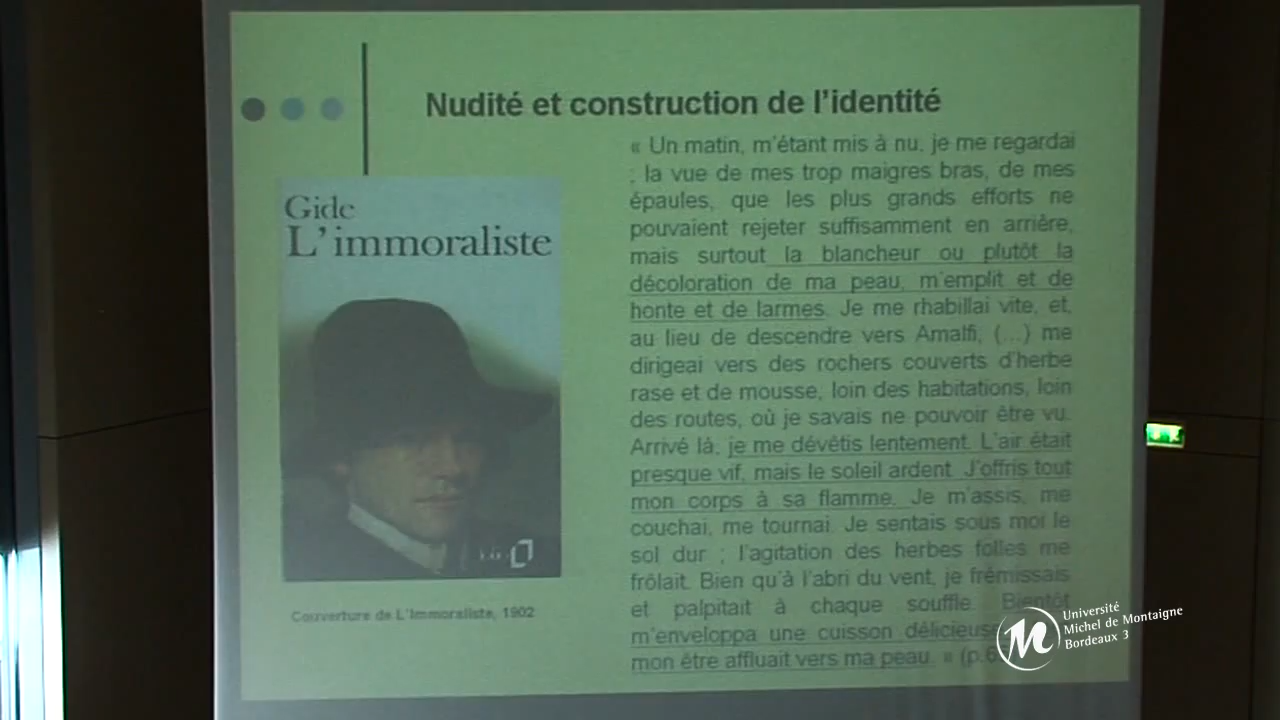 Nudité et construction de l'identité
Gide
L'immoraliste
Couverture de L'Immoraliste, 1902
« Un matin, m'étant mis à nu, je me regardai
; la vue de mes trop maigres bras, de mes
épaules, que les plus grands efforts ne
pouvaient rejeter suffisamment en arrière,
mais surtout la blancheur ou plutôt la
décoloration de ma peau, m'emplit et de
honte et de larmes. Je me rhabillai vite, et,
au lieu de descendre vers Amalfi, (...) me
dirigeai vers des rochers couverts d'herbe
rase et de mousse, loin des habitations, loin
des routes, où je savais ne pouvoir être vu.
Arrivé là, je me dévêtis lentement. L'air était
presque vif, mais le soleil ardent. J'offris tout
mon corps à sa flamme. Je m'assis, me
couchai, me tournai. Je sentais sous moi le
sol dur ; l'agitation des herbes folles me
frôlait. Bien qu'à l'abri du vent, je frémissais
et palpitait à chaque souffle. Bientôt
m'enveloppa une cuisson délicieuse
mon être affluait vers ma peau. » (p.6
Université
Michel de Montaigne
Bordeaux 3